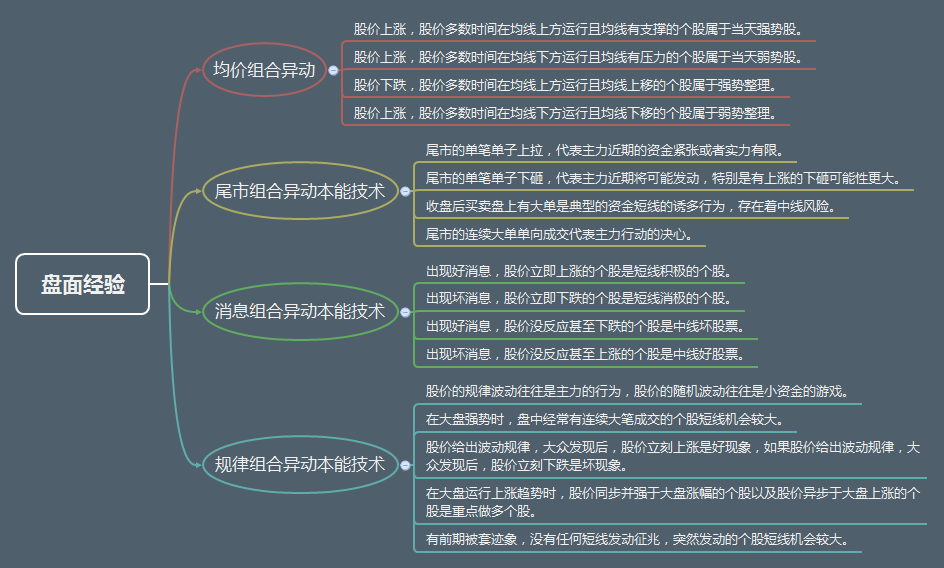 盘面经验
均价组合异动
股价上涨，股价多数时间在均线上方运行且均线有支撑的个股属于当天强势股。
股价上涨，股价多数时间在均线下方运行且均线有压力的个股属于当天弱势股。
股价下跌，股价多数时间在均线上方运行且均线上移的个股属于强势整理。
股价上涨，股价多数时间在均线下方运行且均线下移的个股属于弱势整理。
尾市组合异动本能技术
尾市的单笔单子上拉，代表主力近期的资金紧张或者实力有限。
尾市的单笔单子下砸，代表主力近期将可能发动，特别是有上涨的下砸可能性更大。
收盘后买卖盘上有大单是典型的资金短线的诱多行为，存在着中线风险。
尾市的连续大单单向成交代表主力行动的决心。
消息组合异动本能技术
出现好消息，股价立即上涨的个股是短线积极的个股。
出现坏消息，股价立即下跌的个股是短线消极的个股。
出现好消息，股价没反应甚至下跌的个股是中线坏股票。
出现坏消息，股价没反应甚至上涨的个股是中线好股票。
规律组合异动本能技术
股价的规律波动往往是主力的行为，股价的随机波动往往是小资金的游戏。
在大盘强势时，盘中经常有连续大笔成交的个股短线机会较大。
股价给出波动规律，大众发现后，股价立刻上涨是好现象，如果股价给出波动规律，大
众发现后，股价立刻下跌是坏现象。
在大盘运行上涨趋势时，股价同步并强于大盘涨幅的个股以及股价异步于大盘上涨的个
股是重点做多个股。
有前期被套迹象，没有任何短线发动征兆，突然发动的个股短线机会较大。